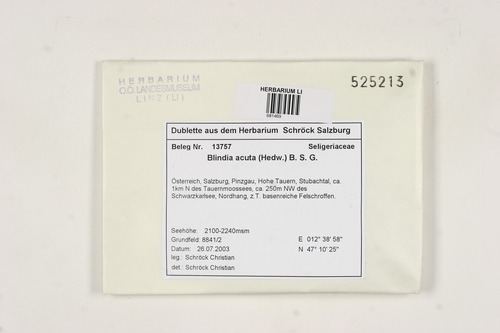 HERBARIUM
O.Ö. LANDESMUSEUM
LINZ (LI)
HERBARIUM LI
525213
Dublette aus dem Herbarium Schröck Salzburg
Beleg Nr. 13757 Seligeriaceae
Blindia acuta (Hedw.) B. S. G.
Österreich, Salzburg, Pinzgau, Hohe Tauern, Stubachtal, ca.
1km N des Tauernmoossees, ca. 250m NW des
Schwarzkarlsee, Nordhang, z.T. basenreiche Felschroffen.
Seehöhe: 2100-2240msm
Grundfeld: 8841/2 E 012° 38' 58"
Datum: 26.07.2003 N 47° 10' 25"
leg.: Schröck Christian
det.: Schröck Christian